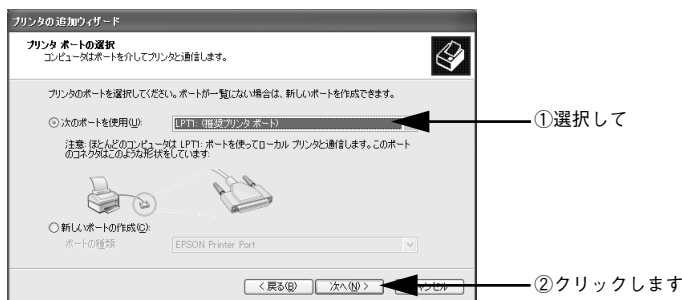 プリンタの追加ウィザード
プリンタ ポートの選択
コンピュータはポートを介してプリンタと通信します。
プリンタのポートを選択してください。ポートが一覧にない場合は、新しいポートを作成できます。
次のポートを使用(U):
LPT1: (推奨プリンタ ポート)
①選択して
注意: ほとんどのコンピュータは LPT1: ポートを使ってローカル プリンタと通信します。このポート
のコネクタはこのような形状をしています:
新しいポートの作成(C):
ポートの種類:
EPSON Printer Port
< 戻る(B)
次へ(N) >
キャンセル
②クリックします